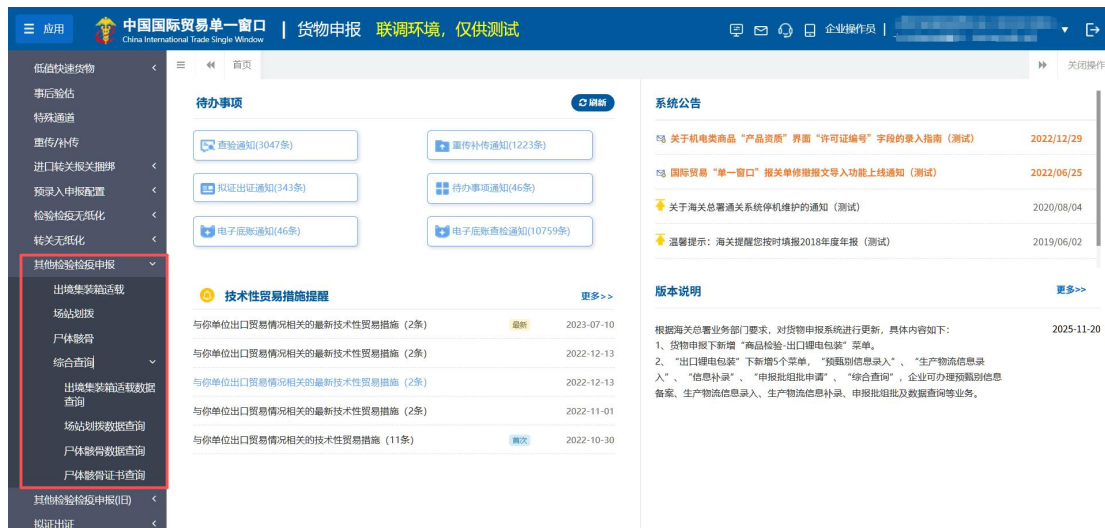 应用
中国国际贸易单一窗口
China International Trade Single Window
货物申报
联调环境，仅供测试
企业操作员
低值快速货物
事后验估
特殊通道
重传/补传
进口转关报关捆绑
预录入申报配置
检验检疫无纸化
转关无纸化
其他检验检疫申报
出境集装箱适载
场站划拨
尸体骸骨
综合查询
出境集装箱适载数据
查询
场站划拨数据查询
尸体骸骨数据查询
尸体骸骨证书查询
其他检验检疫申报(旧)
拟证出证
首页
关闭操作
待办事项
刷新
查验通知(3047条)
重传补传通知(1223条)
拟证出证通知(343条)
待办事项通知(46条)
电子底账通知(46条)
电子底账查检通知(10759条)
技术性贸易措施提醒
更多>>
与你单位出口贸易情况相关的最新技术性贸易措施（2条） 最新 2023-07-10
与你单位出口贸易情况相关的最新技术性贸易措施（2条） 2022-12-13
与你单位出口贸易情况相关的最新技术性贸易措施（2条） 2022-12-13
与你单位出口贸易情况相关的最新技术性贸易措施（2条） 2022-11-01
与你单位出口贸易情况相关的技术性贸易措施（11条） 首次 2022-10-30
系统公告
关于机电类商品“产品资质”界面“许可证编号”字段的录入指南（测试） 2022/12/29
国际贸易“单一窗口”报关单修撤报文导入功能上线通知（测试） 2022/06/25
关于海关总署通关系统停机维护的通知（测试） 2020/08/04
温馨提示：海关提醒您按时填报2018年度年报（测试） 2019/06/02
版本说明
更多>>
根据海关总署业务部门要求，对货物申报系统进行更新，具体内容如下： 2025-11-20
1、货物申报下新增“商品检验-出口锂电包装”菜单。
2、“出口锂电包装”下新增5个菜单，“预甄别信息录入”、“生产物流信息录
入”、“信息补录”、“申报批组批申请”、“综合查询”，企业可办理预甄别信息
备案、生产物流信息录入、生产物流信息补录、申报批组批及数据查询等业务。